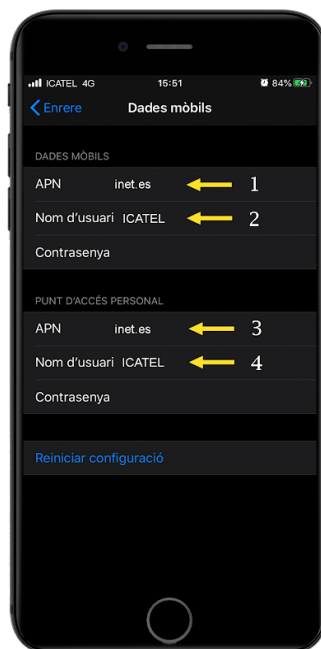 ICATEL 4G 15:51 84%
Enrere Dades mòbils
DADES MÒBILS
APN inet.es 1
Nom d'usuari ICATEL 2
Contrasenya
PUNT D'ACCÉS PERSONAL
APN inet.es 3
Nom d'usuari ICATEL 4
Contrasenya
Reiniciar configuració